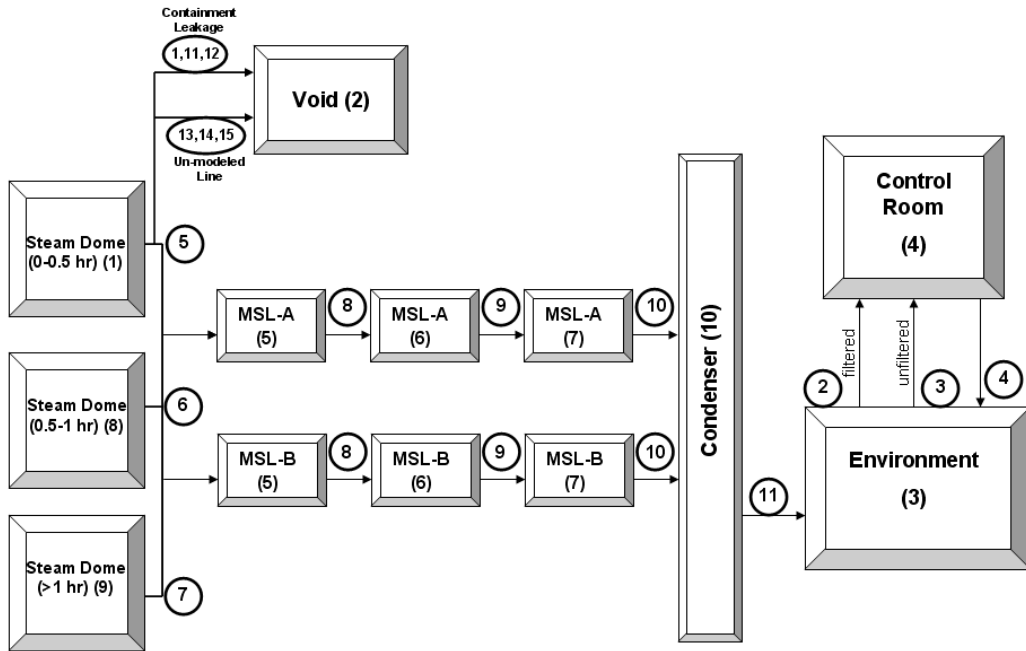 Containment
Leakage
1,11,12
Void (2)
13,14,15
Un-modeled
Line
Steam Dome
(0-0.5 hr) (1)
5
Steam Dome
(0.5-1 hr) (8)
6
Steam Dome
(>1 hr) (9)
7
MSL-A
(5)
8
MSL-A
(6)
9
MSL-A
(7)
10
MSL-B
(5)
8
MSL-B
(6)
9
MSL-B
(7)
10
Condenser (10)
11
Control
Room
(4)
filtered
unfiltered
2
3
4
Environment
(3)